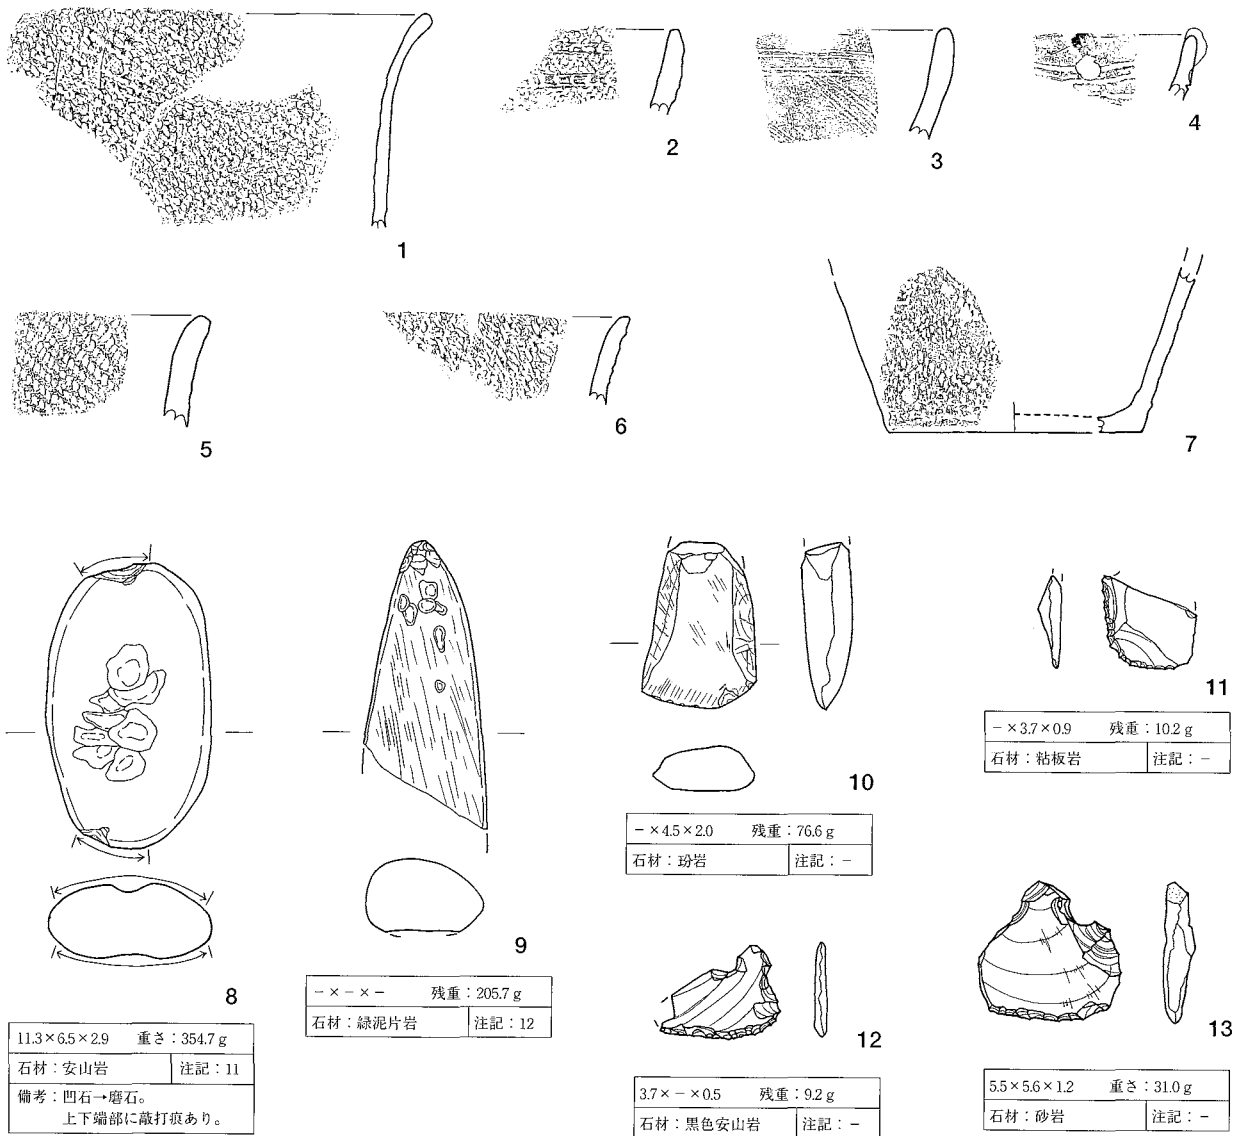 1
2
3
4
5
6
7
8
11.3×6.5×2.9 重さ:354.7g
石材:安山岩 注記:11
備考:凹石→磨石。
上下端部に敲打痕あり。
9
-×-×- 残重:205.7g
石材:緑泥片岩 注記:12
10
-×4.5×2.0 残重:76.6g
石材:玢岩 注記:-
11
-×3.7×0.9 残重:10.2g
石材:粘板岩 注記:-
12
3.7×-×0.5 残重:9.2g
石材:黒色安山岩 注記:-
13
5.5×5.6×1.2 重さ:31.0g
石材:砂岩 注記:-